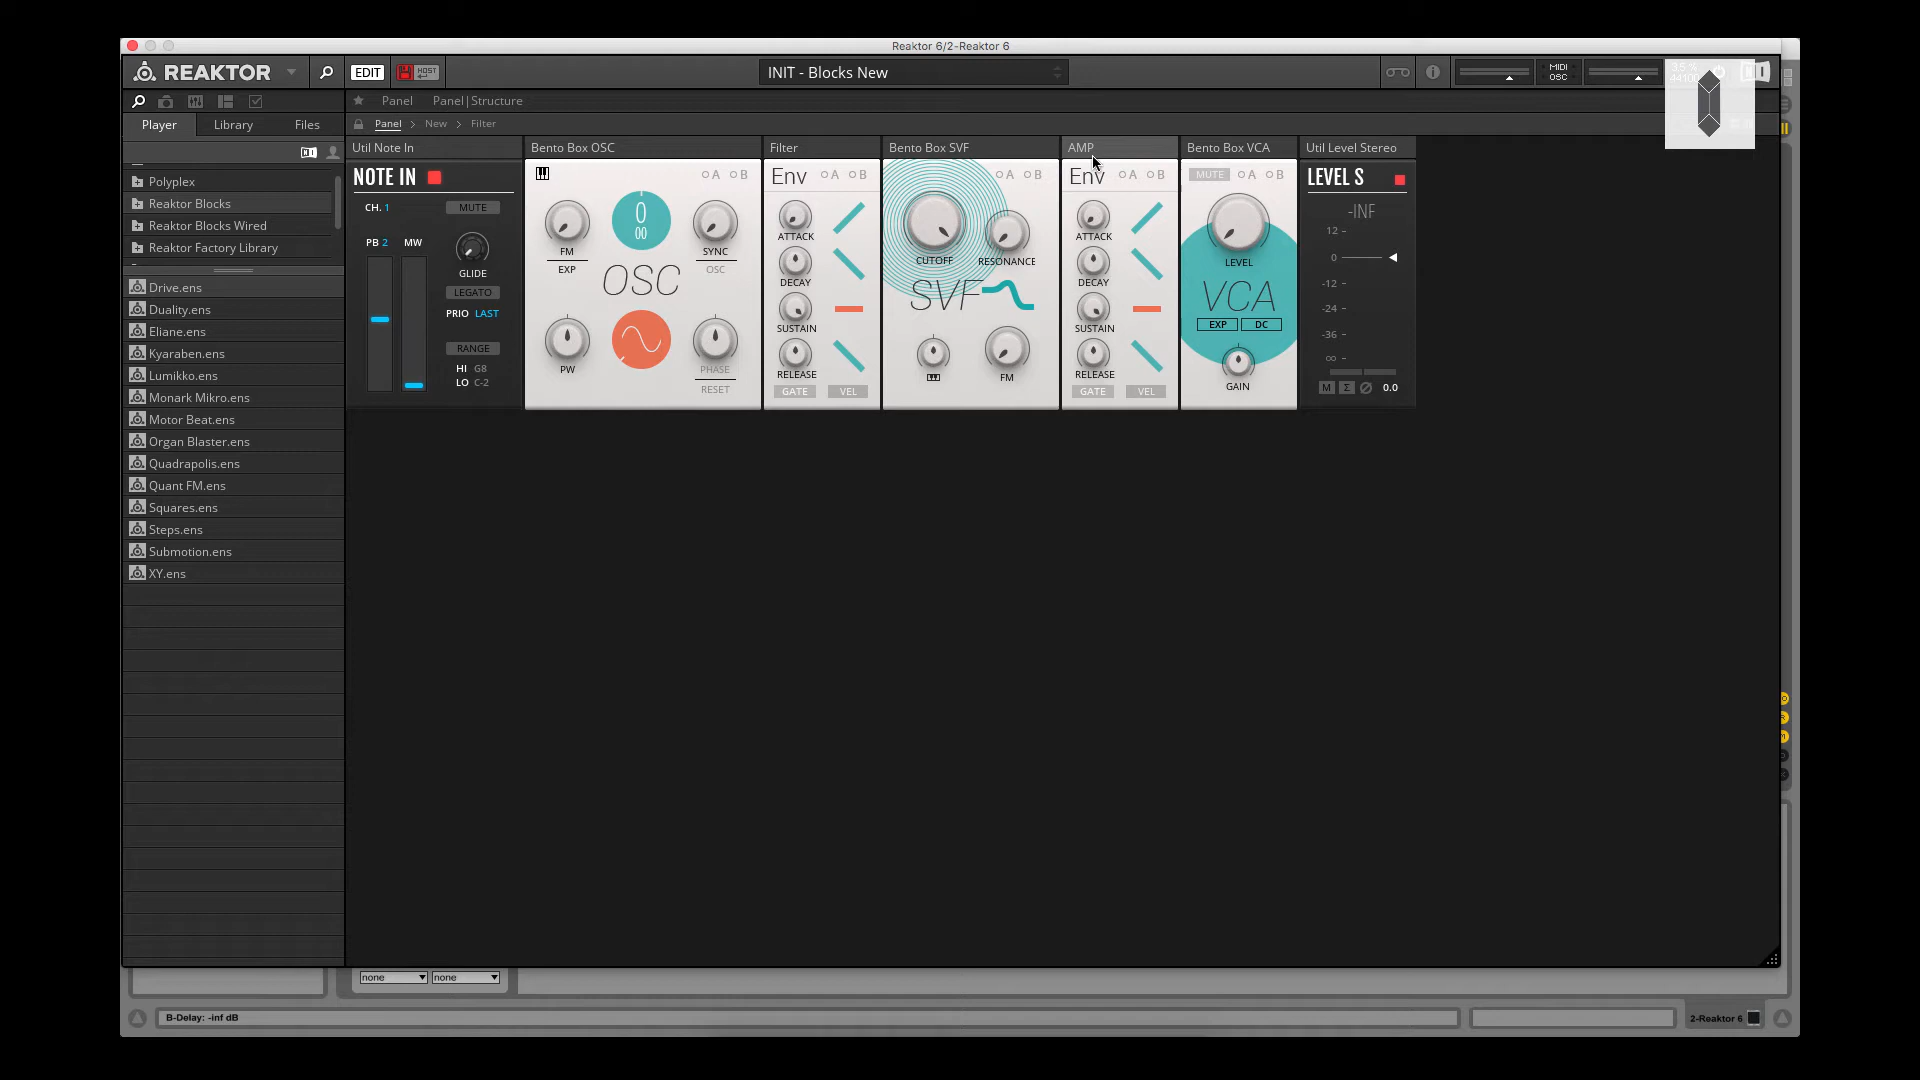 Reaktor 6/2-Reaktor 6
REAKTOR
EDIT
HOST
INIT - Blocks New
MIDI
OSC
Panel
Panel|Structure
Player
Library
Files
Panel > New > Filter
Polyplex
Reaktor Blocks
Reaktor Blocks Wired
Reaktor Factory Library
Drive.ens
Duality.ens
Eliane.ens
Kyaraben.ens
Lumikko.ens
Monark Mikro.ens
Motor Beat.ens
Organ Blaster.ens
Quadrapolis.ens
Quant FM.ens
Squares.ens
Steps.ens
Submotion.ens
XY.ens
Util Note In
NOTE IN
CH. 1
MUTE
PB 2
MW
GLIDE
LEGATO
PRIO LAST
RANGE
HI G8
LO C-2
Bento Box OSC
A B
0
00
FM
EXP
SYNC
OSC
OSC
PW
PHASE
RESET
Filter
Env A B
ATTACK
DECAY
SUSTAIN
RELEASE
GATE VEL
Bento Box SVF
A B
CUTOFF
RESONANCE
SVF
FM
AMP
Env A B
ATTACK
DECAY
SUSTAIN
RELEASE
GATE VEL
Bento Box VCA
MUTE A B
LEVEL
VCA
EXP DC
GAIN
Util Level Stereo
LEVEL S
-INF
12
0
-12
-24
-36
∞
M Σ 0.0
none none
B-Delay: -inf dB
2-Reaktor 6